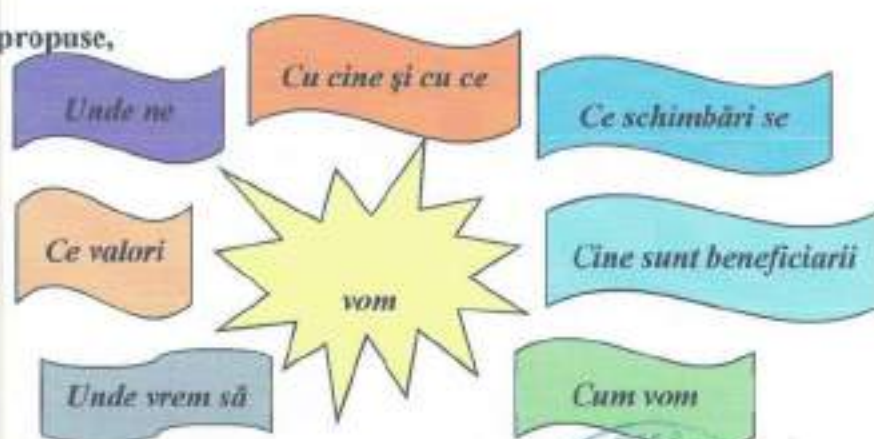 propuse,
Cu cine și cu ce
Unde ne
Ce schimbări se
Ce valori
Cine sunt beneficiarii
vom
Unde vrem să
Cum vom